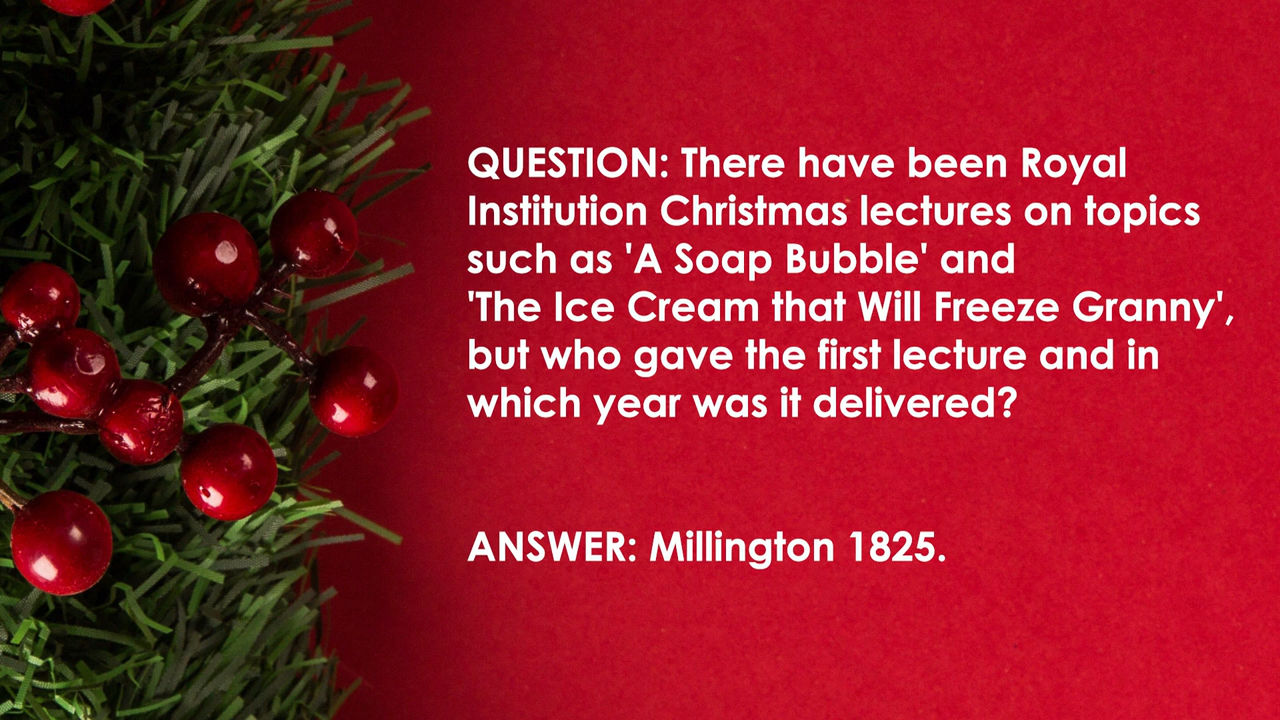 QUESTION: There have been Royal
Institution Christmas lectures on topics
such as 'A Soap Bubble' and
'The Ice Cream that Will Freeze Granny',
but who gave the first lecture and in
which year was it delivered?
ANSWER: Millington 1825.